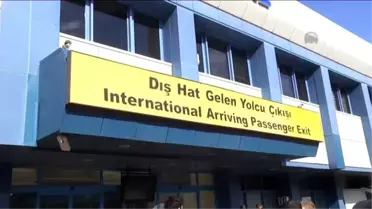 Dış Hat Gelen Yolcu Çıkışı
International Arriving Passenger Exit